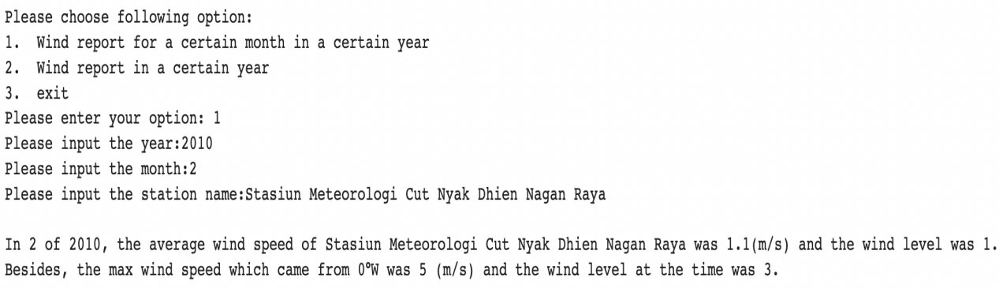 Please choose following option:
1. Wind report for a certain month in a certain year
2. Wind report in a certain year
3. exit
Please enter your option: 1
Please input the year:2010
Please input the month:2
Please input the station name:Stasiun Meteorologi Cut Nyak Dhien Nagan Raya
In 2 of 2010, the average wind speed of Stasiun Meteorologi Cut Nyak Dhien Nagan Raya was 1.1(m/s) and the wind level was 1.
Besides, the max wind speed which came from 0°W was 5 (m/s) and the wind level at the time was 3.